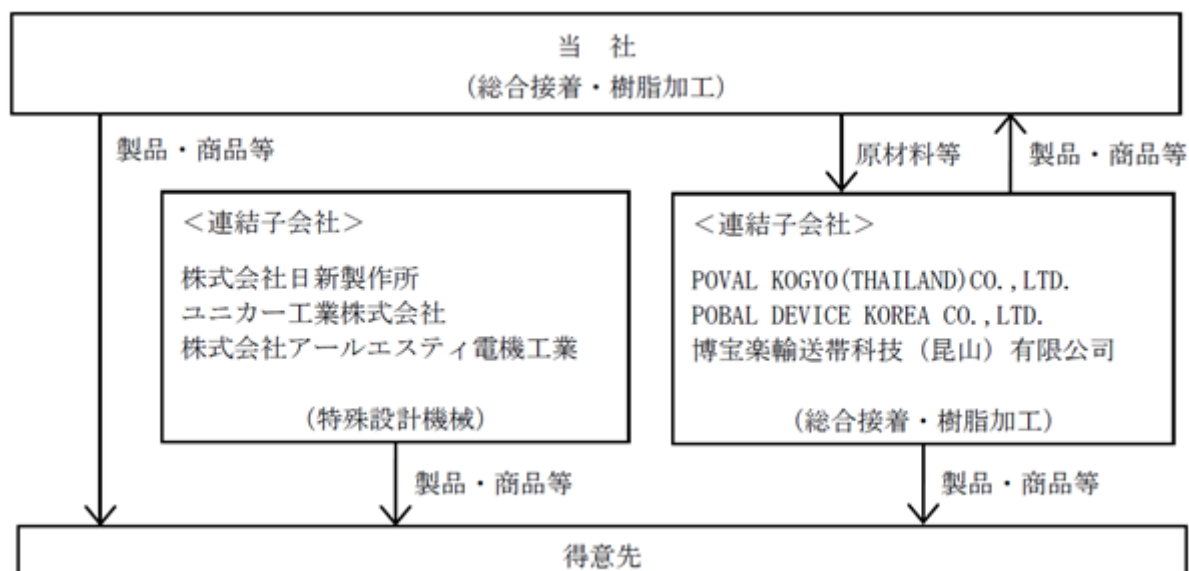 当 社
(総合接着・樹脂加工)
製品・商品等
原材料等
製品・商品等
＜連結子会社＞
株式会社日新製作所
ユニカー工業株式会社
株式会社アールエスティ電機工業
(特殊設計機械)
＜連結子会社＞
POVAL KOGYO(THAILAND)CO.,LTD.
POBAL DEVICE KOREA CO.,LTD.
博宝楽輸送帯科技（昆山）有限公司
(総合接着・樹脂加工)
製品・商品等
製品・商品等
得意先